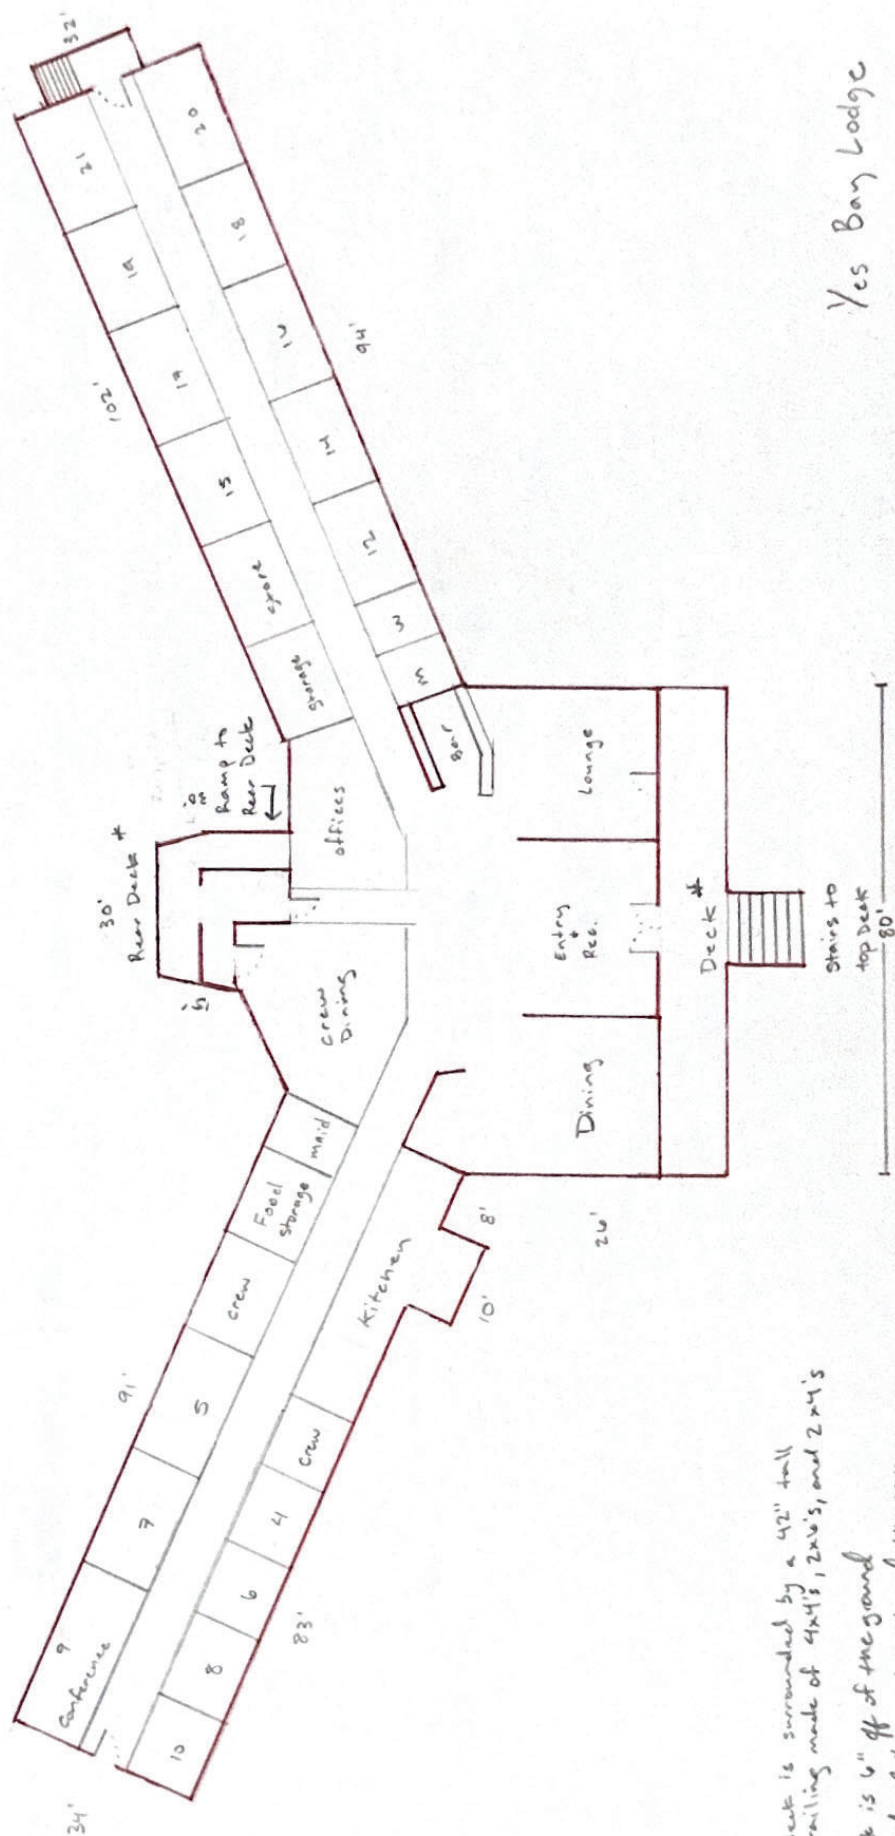 32'
21
20
19
18
102'
17
16
94'
15
14
store
12
storage
W
M
Bar
30'
Rear Deck *
Ramp to
Rear Deck
offices
Lounge
Entry
+
Rec.
Deck *
Stairs to
top Deck
80'
Crew
Dining
Dining
maid
Food
storage
Kitchen
8'
10'
26'
crew
91'
5
crew
7
4
6
83'
9
Conference
8
10
34'
Yes Bay Lodge
is surrounded by a 42" tall
railing made of 4x4's, 2x6's, and 2x4's
is 6" off of the ground